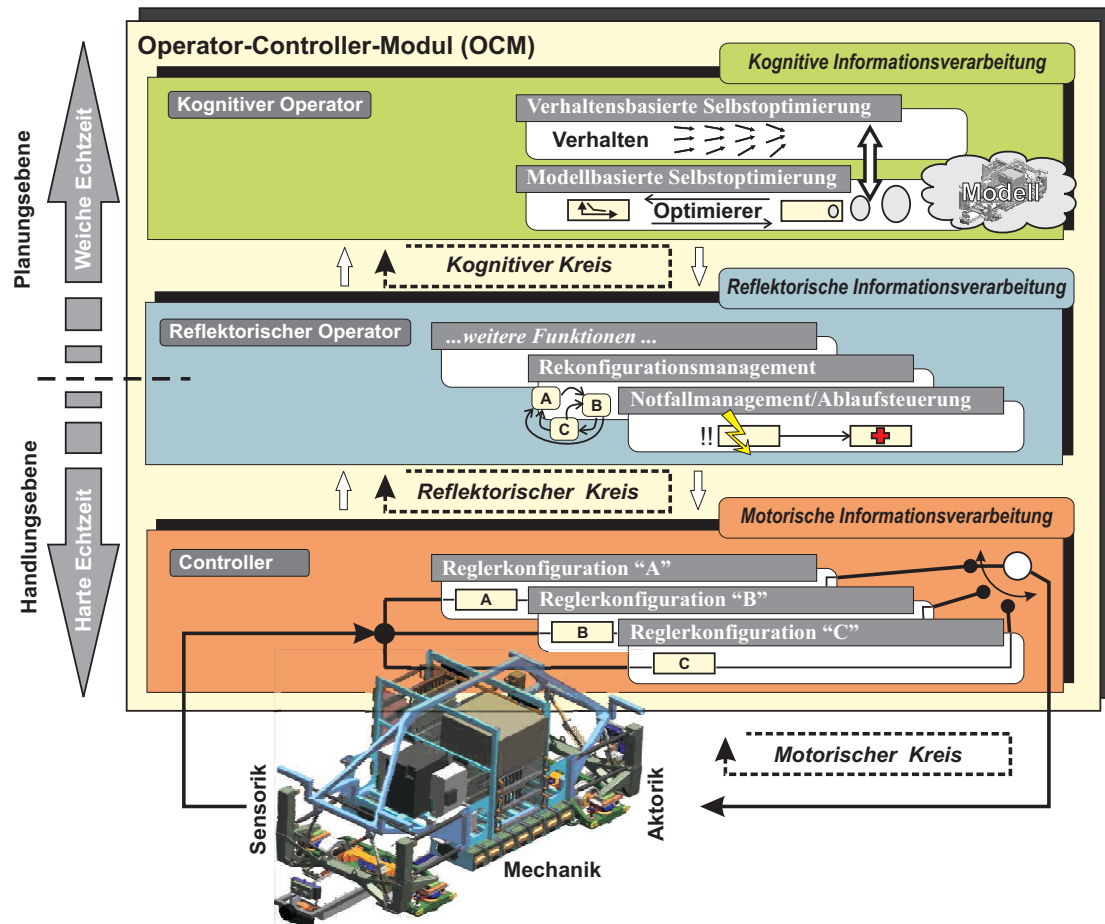 Operator-Controller-Modul (OCM)
Kognitive Informationsverarbeitung
Kognitiver Operator
Verhaltensbasierte Selbstoptimierung
Verhalten
Modellbasierte Selbstoptimierung
Optimierer
Modell
Kognitiver Kreis
Planungsebene
Weiche Echtzeit
Reflektorische Informationsverarbeitung
Reflektorischer Operator
...weitere Funktionen ...
Rekonfigurationsmanagement
A
B
C
Notfallmanagement/Ablaufsteuerung
!!
Reflektorischer Kreis
Handlungsebene
Harte Echtzeit
Motorische Informationsverarbeitung
Controller
Reglerkonfiguration “A”
A
Reglerkonfiguration “B”
B
Reglerkonfiguration “C”
C
Motorischer Kreis
Sensorik
Aktorik
Mechanik